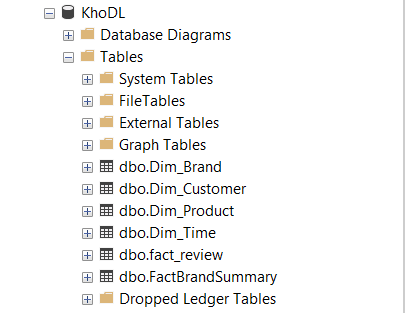 KhoDL
Database Diagrams
Tables
System Tables
FileTables
External Tables
Graph Tables
dbo.Dim_Brand
dbo.Dim_Customer
dbo.Dim_Product
dbo.Dim_Time
dbo.fact_review
dbo.FactBrandSummary
Dropped Ledger Tables